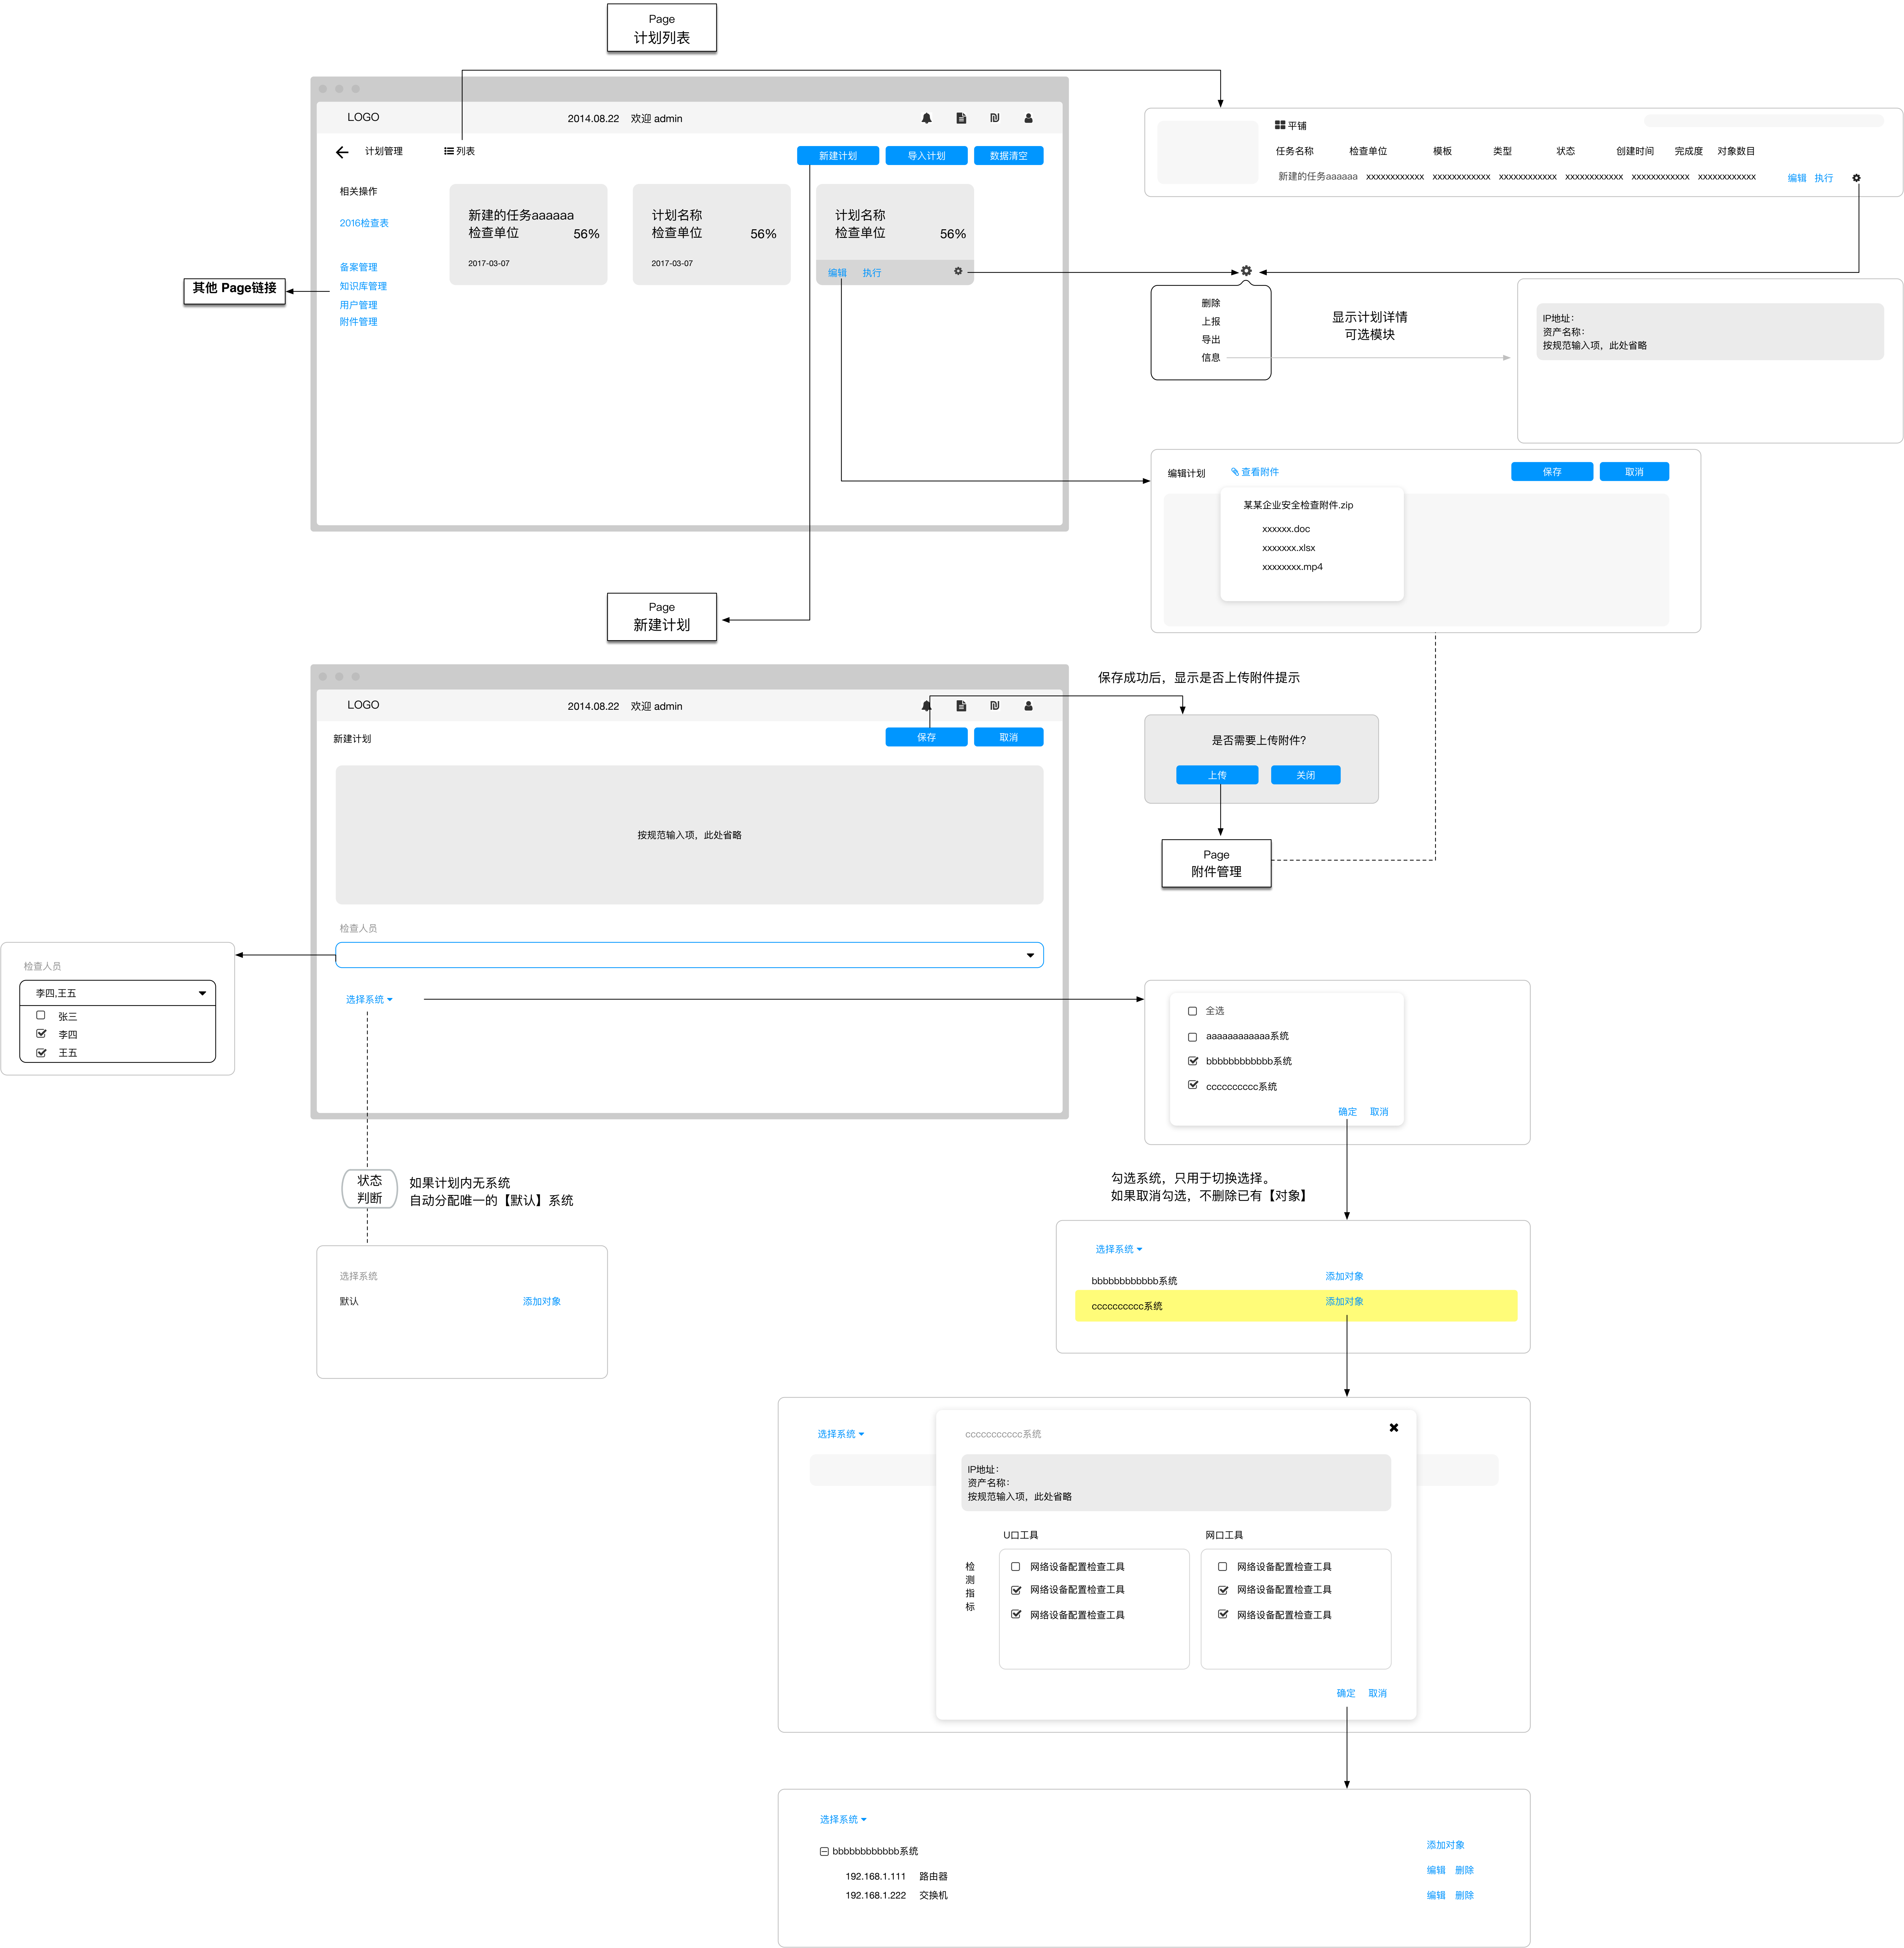 Page
计划列表
LOGO
2014.08.22 欢迎 admin
计划管理
列表
新建计划
导入计划
数据清空
相关操作
2016检查表
备案管理
知识库管理
用户管理
附件管理
其他 Page链接
新建的任务aaaaaa
检查单位 56%
2017-03-07
计划名称
检查单位 56%
2017-03-07
计划名称
检查单位 56%
编辑 执行
平铺
任务名称 检查单位 模板 类型 状态 创建时间 完成度 对象数目
新建的任务aaaaaa xxxxxxxxxxxx xxxxxxxxxxxx xxxxxxxxxxxx xxxxxxxxxxxx xxxxxxxxxxxx xxxxxxxxxxxx 编辑 执行
删除
上报
导出
信息
显示计划详情
可选模块
IP地址：
资产名称：
按规范输入项，此处省略
编辑计划
查看附件
保存
取消
某某企业安全检查附件.zip
xxxxxx.doc
xxxxxxx.xlsx
xxxxxxxx.mp4
Page
新建计划
LOGO
2014.08.22 欢迎 admin
新建计划
保存
取消
按规范输入项，此处省略
检查人员
选择系统
保存成功后，显示是否上传附件提示
是否需要上传附件？
上传
关闭
Page
附件管理
检查人员
李四,王五
张三
李四
王五
全选
aaaaaaaaaaaa系统
bbbbbbbbbbbb系统
cccccccccc系统
确定 取消
状态
判断
如果计划内无系统
自动分配唯一的【默认】系统
选择系统
默认 添加对象
勾选系统，只用于切换选择。
如果取消勾选，不删除已有【对象】
选择系统
bbbbbbbbbbbb系统 添加对象
cccccccccc系统 添加对象
选择系统
ccccccccccc系统
IP地址：
资产名称：
按规范输入项，此处省略
U口工具
网口工具
检
测
指
标
网络设备配置检查工具
网络设备配置检查工具
网络设备配置检查工具
网络设备配置检查工具
网络设备配置检查工具
网络设备配置检查工具
确定 取消
选择系统
bbbbbbbbbbbb系统 添加对象
192.168.1.111 路由器 编辑 删除
192.168.1.222 交换机 编辑 删除